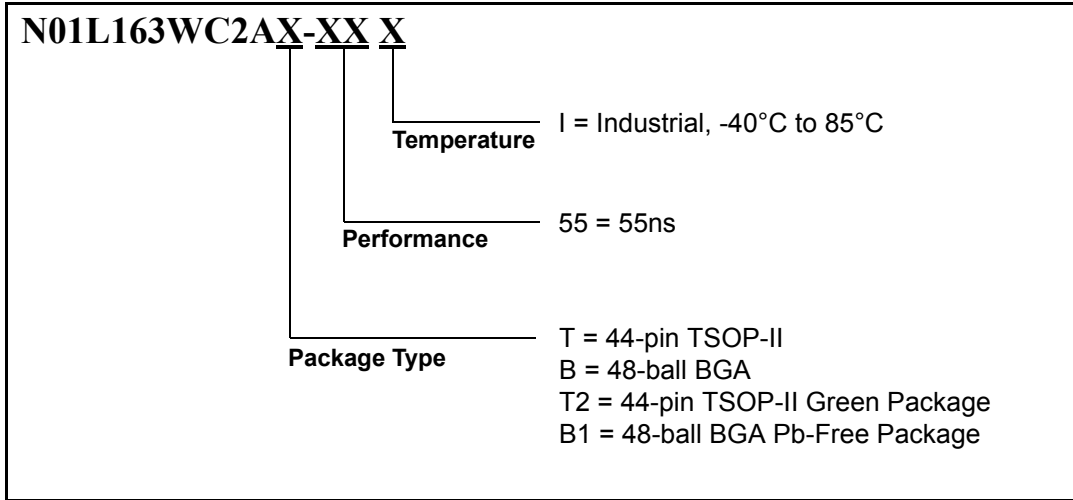 N01L163WC2AX-XX X
Temperature
I = Industrial, -40°C to 85°C
Performance
55 = 55ns
Package Type
T = 44-pin TSOP-II
B = 48-ball BGA
T2 = 44-pin TSOP-II Green Package
B1 = 48-ball BGA Pb-Free Package